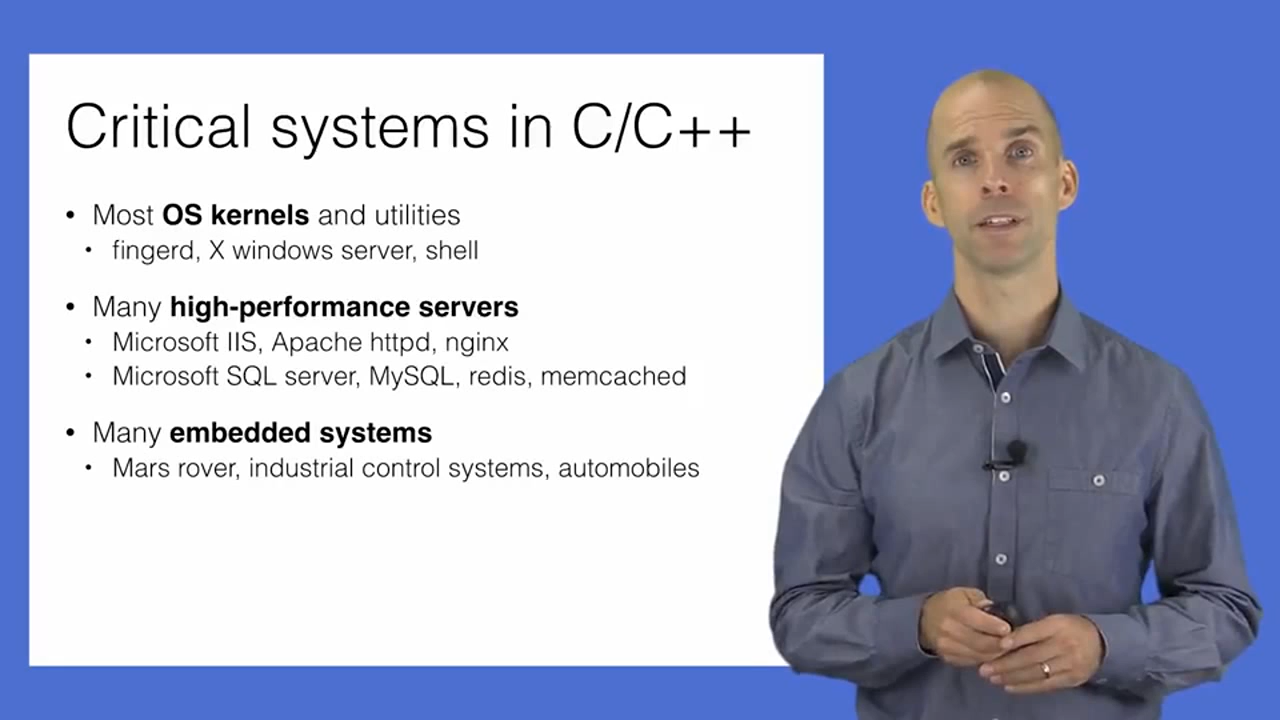 Critical systems in C/C++
• Most OS kernels and utilities
• fingerd, X windows server, shell
• Many high-performance servers
• Microsoft IIS, Apache httpd, nginx
• Microsoft SQL server, MySQL, redis, memcached
• Many embedded systems
• Mars rover, industrial control systems, automobiles